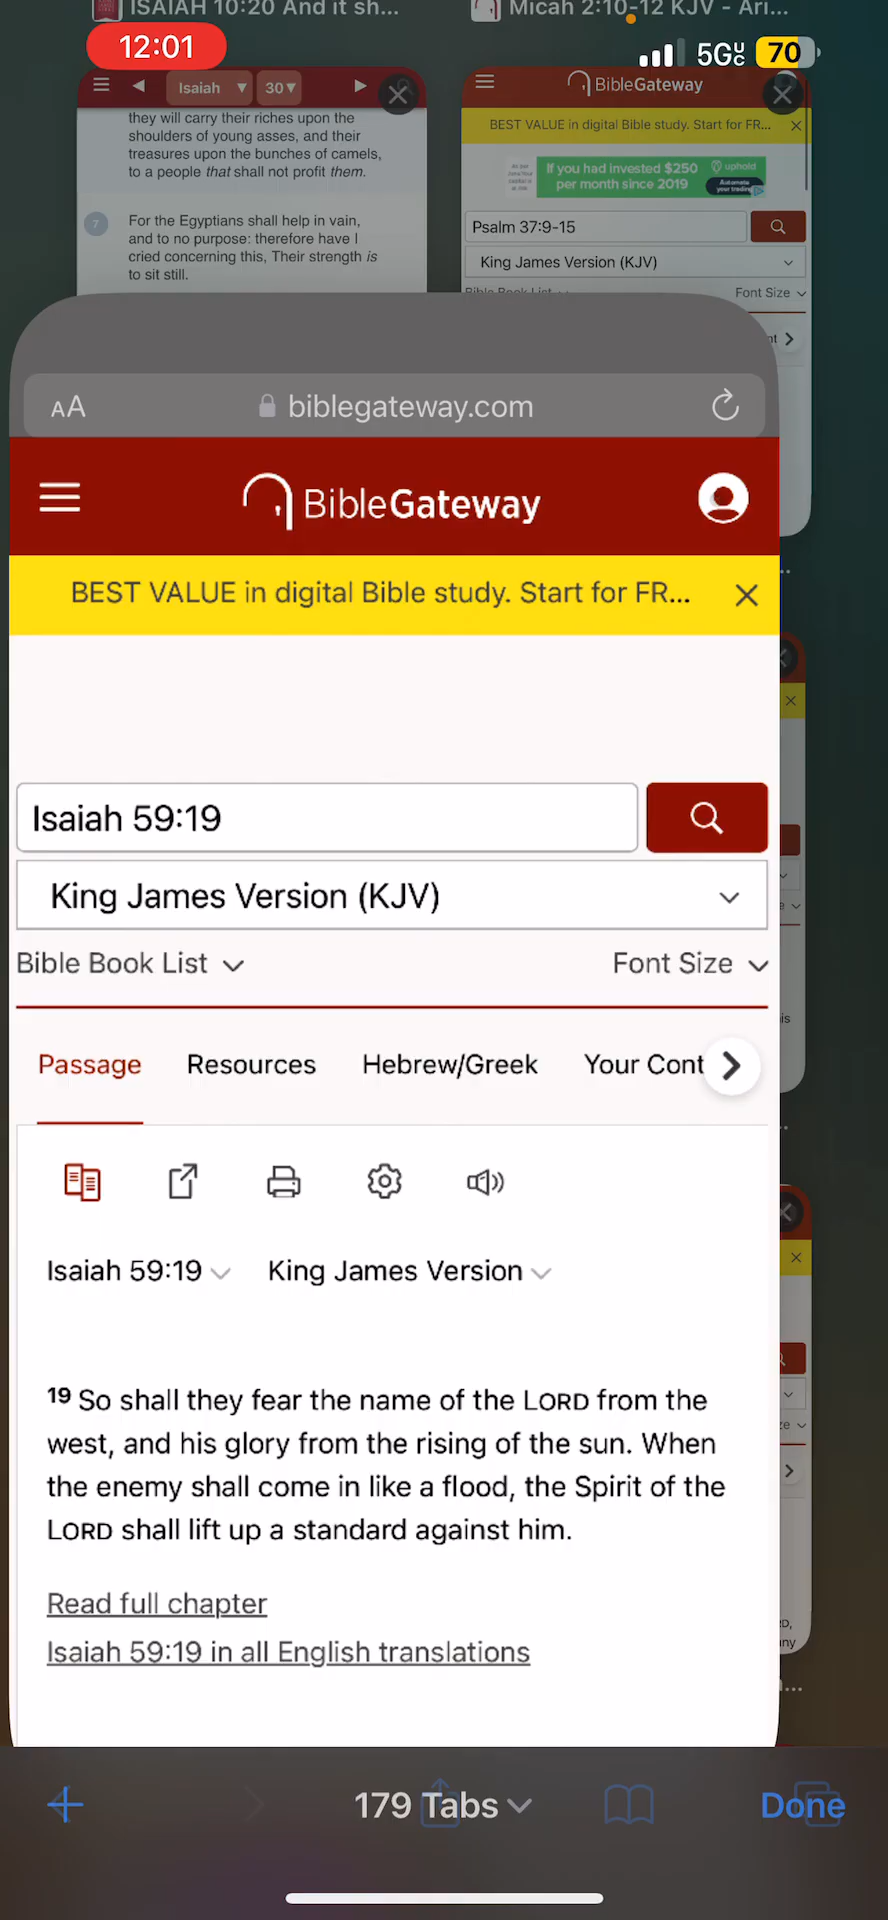 ISAIAH 10:20 And it sh...
Micah 2:10-12 KJV - Ari...
12:01
5G
70
Isaiah
30
they will carry their riches upon the
shoulders of young asses, and their
treasures upon the bunches of camels,
to a people that shall not profit them.
7
For the Egyptians shall help in vain,
and to no purpose: therefore have I
cried concerning this, Their strength is
to sit still.
BibleGateway
BEST VALUE in digital Bible study. Start for FR...
If you had invested $250
per month since 2019
uphold
Automate
your trading
Psalm 37:9-15
King James Version (KJV)
Bible Book List
Font Size
AA
biblegateway.com
BibleGateway
BEST VALUE in digital Bible study. Start for FR...
Isaiah 59:19
King James Version (KJV)
Bible Book List
Font Size
Passage
Resources
Hebrew/Greek
Your Cont
Isaiah 59:19
King James Version
19 So shall they fear the name of the LORD from the
west, and his glory from the rising of the sun. When
the enemy shall come in like a flood, the Spirit of the
LORD shall lift up a standard against him.
Read full chapter
Isaiah 59:19 in all English translations
179 Tabs
Done